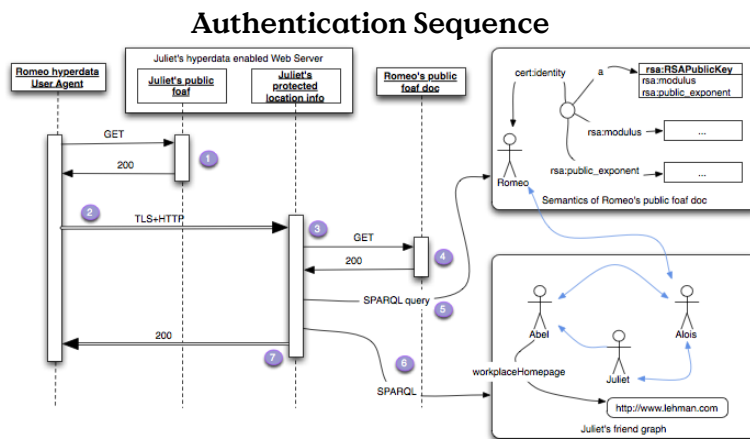 Authentication Sequence
Romeo hyperdata
User Agent
Juliet's hyperdata enabled Web Server
Juliet's public
foaf
Juliet's
protected
location info
Romeo's public
foaf doc
GET
200
1
2
TLS+HTTP
3
GET
4
200
SPARQL query
5
200
7
6
SPARQL
cert:identity
a
rsa:RSAPublicKey
rsa:modulus
rsa:public_exponent
rsa:modulus
...
rsa:public_exponent
...
Romeo
Semantics of Romeo's public foaf doc
Abel
Alois
Juliet
workplaceHomepage
http://www.lehman.com
Juliet's friend graph